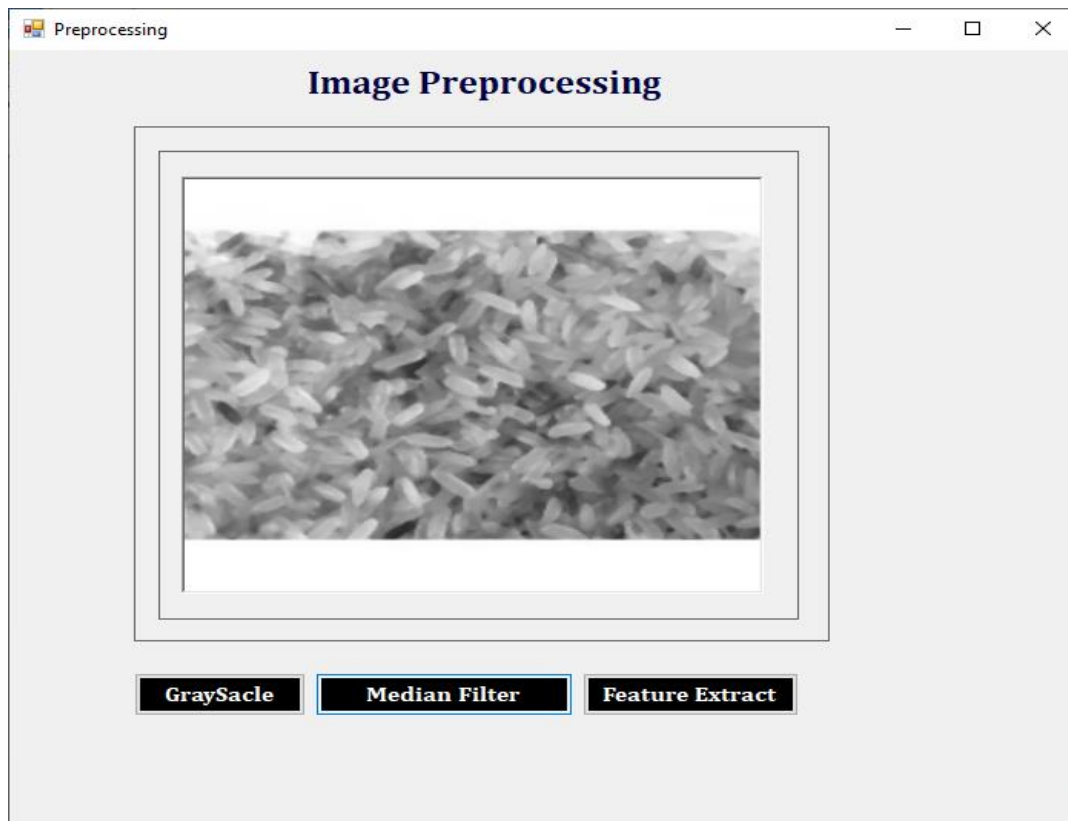 Preprocessing
Image Preprocessing
GraySacle Median Filter Feature Extract